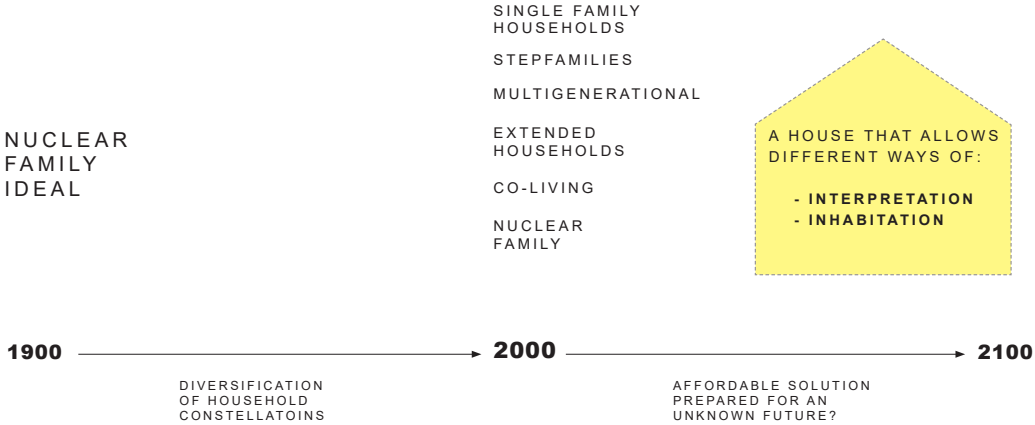 NUCLEAR
FAMILY
IDEAL
SINGLE FAMILY
HOUSEHOLDS
STEPFAMILIES
MULTIGENERATIONAL
EXTENDED
HOUSEHOLDS
CO-LIVING
NUCLEAR
FAMILY
A HOUSE THAT ALLOWS
DIFFERENT WAYS OF:
- INTERPRETATION
- INHABITATION
1900
2000
2100
DIVERSIFICATION
OF HOUSEHOLD
CONSTELLATOINS
AFFORDABLE SOLUTION
PREPARED FOR AN
UNKNOWN FUTURE?